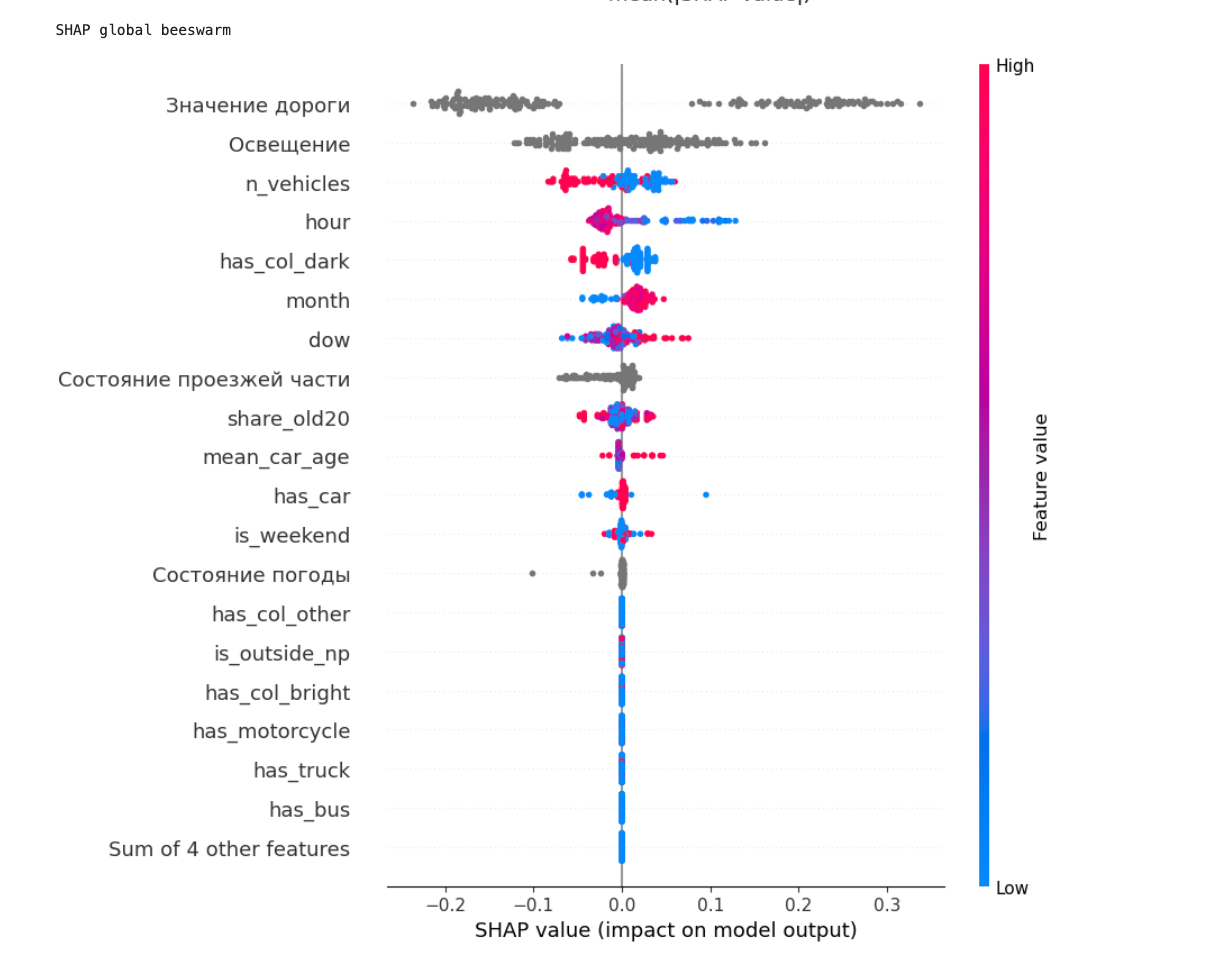 SHAP global beeswarm
High
Значение дороги
Освещение
n_vehicles
hour
has_col_dark
month
dow
Состояние проезжей части
share_old20
mean_car_age
has_car
is_weekend
Состояние погоды
has_col_other
is_outside_np
has_col_bright
has_motorcycle
has_truck
has_bus
Sum of 4 other features
Feature value
Low
−0.2 −0.1 0.0 0.1 0.2 0.3
SHAP value (impact on model output)